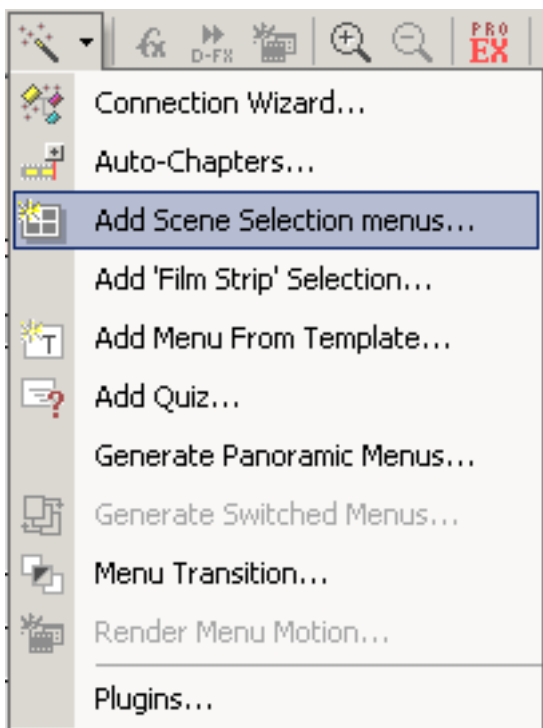 fx
D-FX
PRO
EX
Connection Wizard...
Auto-Chapters...
Add Scene Selection menus...
Add 'Film Strip' Selection...
T
Add Menu From Template...
?
Add Quiz...
Generate Panoramic Menus...
Generate Switched Menus...
Menu Transition...
Render Menu Motion...
Plugins...